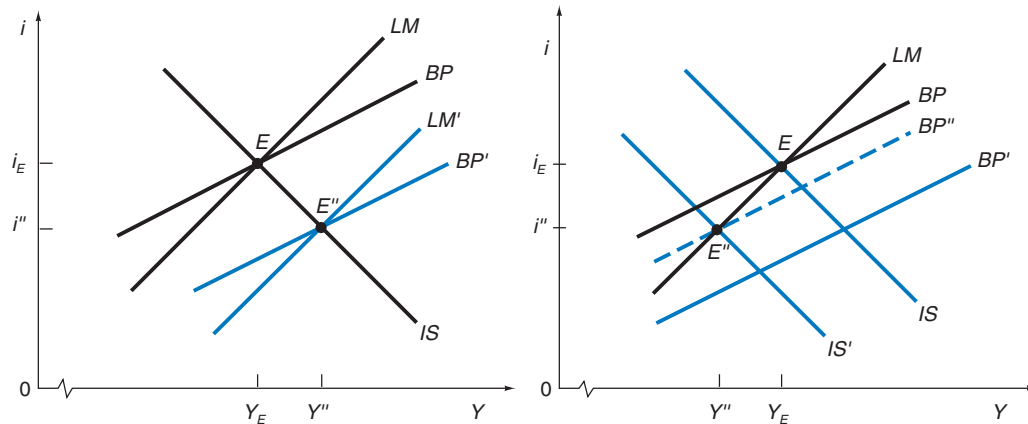 i
LM
BP
LM'
E
BP'
i_E
E''
i''
IS
0
Y_E
Y''
Y
i
LM
BP
BP''
E
BP'
i_E
i''
E''
IS
IS'
0
Y''
Y_E
Y